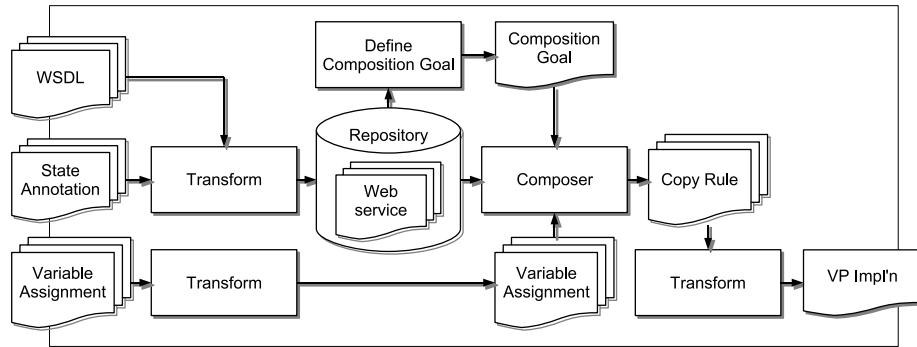 WSDL
Define
Composition Goal
Composition
Goal
State
Annotation
Transform
Repository
Web
service
Composer
Copy Rule
Variable
Assignment
Transform
Variable
Assignment
Transform
VP Impl'n